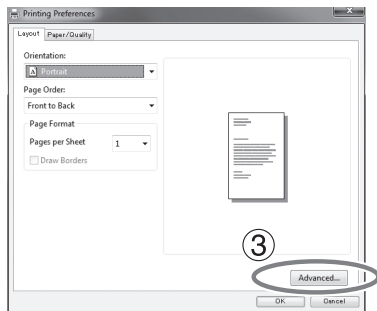 Printing Preferences
Layout Paper/Quality
Orientation:
A Portrait
Page Order:
Front to Back
Page Format
Pages per Sheet 1
Draw Borders
③
Advanced...
OK Cancel